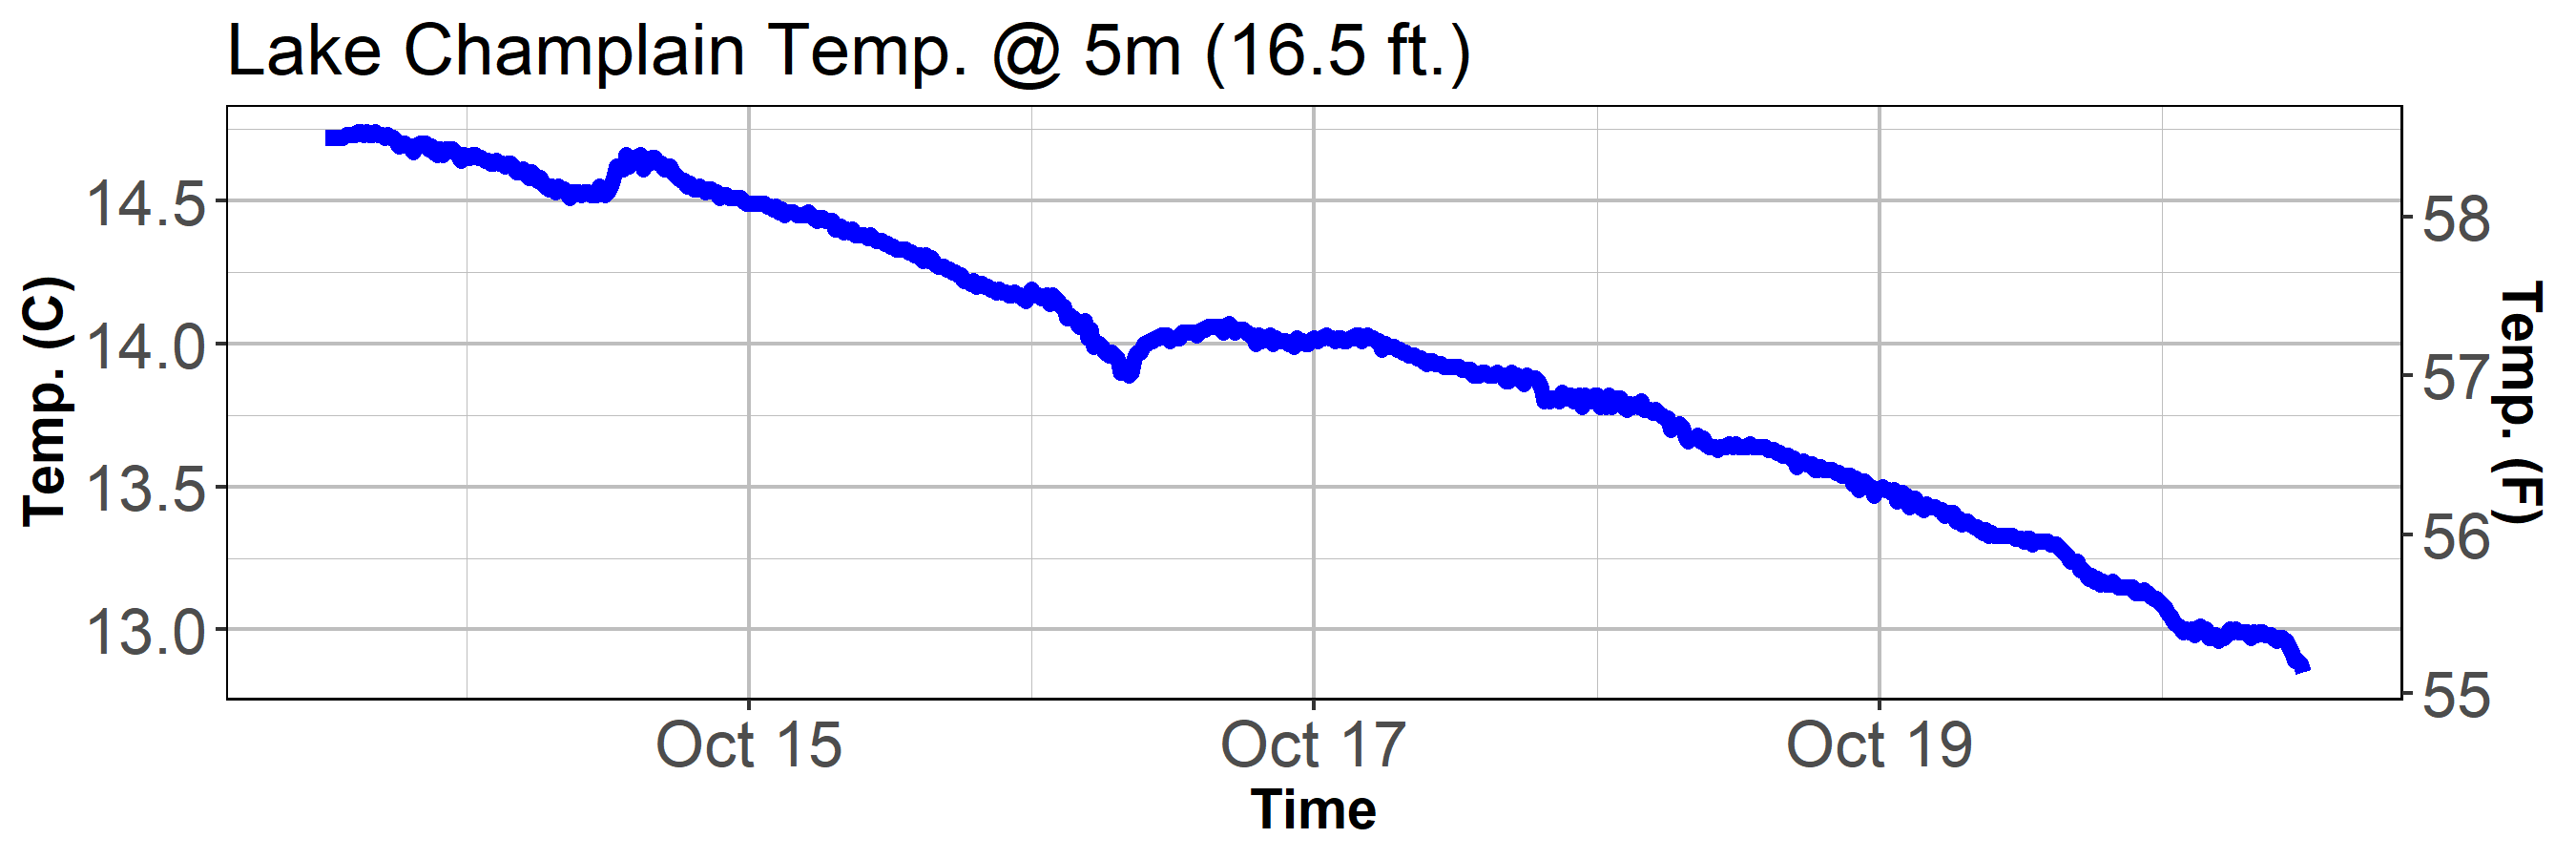 Lake Champlain Temp. @ 5m (16.5 ft.)
Temp. (C)
14.5
14.0
13.5
13.0
58
57
56
55
Temp. (F)
Oct 15
Oct 17
Oct 19
Time